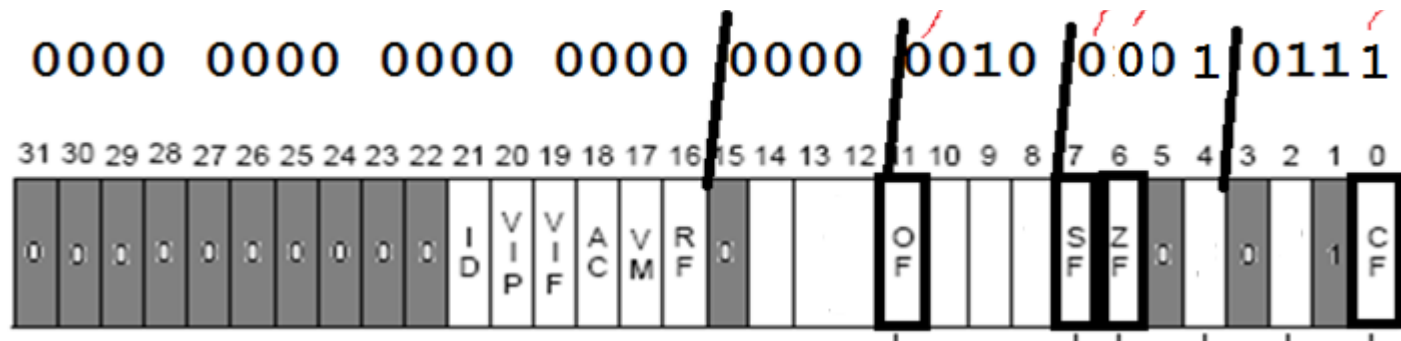 0000 0000 0000 0000 0000 0010 0001 0111
31 30 29 28 27 26 25 24 23 22 21 20 19 18 17 16 15 14 13 12 11 10 9 8 7 6 5 4 3 2 1 0
0 0 0 0 0 0 0 0 0 0 ID VIP VIF AC VM RF 0 OF SF ZF 0 0 1 CF